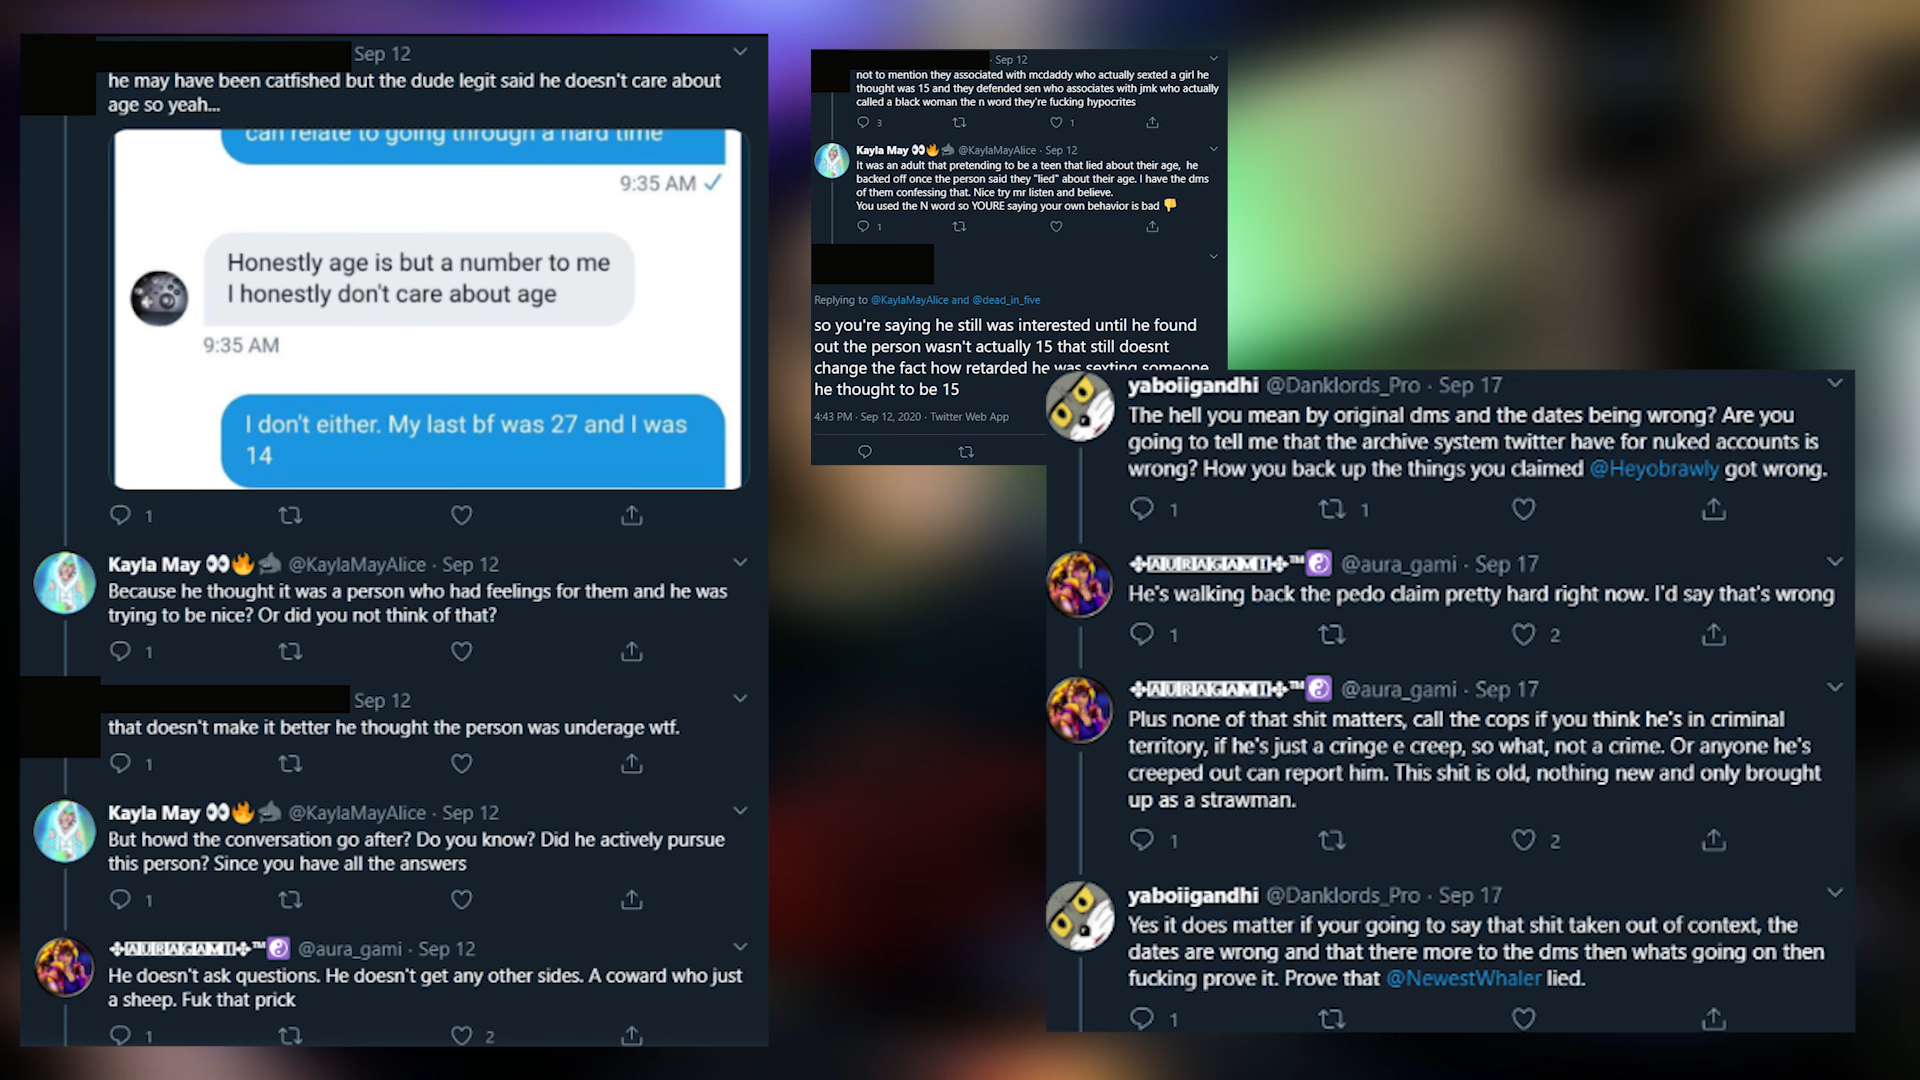 Sep 12
he may have been catfished but the dude legit said he doesn't care about
age so yeah...
can relate to going through a hard time
9:35 AM ✓
Honestly age is but a number to me
I honestly don't care about age
9:35 AM
I don't either. My last bf was 27 and I was
14
1
Kayla May 👀🔥🦈 @KaylaMayAlice · Sep 12
Because he thought it was a person who had feelings for them and he was
trying to be nice? Or did you not think of that?
1
Sep 12
that doesn't make it better he thought the person was underage wtf.
1
Kayla May 👀🔥🦈 @KaylaMayAlice · Sep 12
But howd the conversation go after? Do you know? Did he actively pursue
this person? Since you have all the answers
1
✣AURAGAMI✣™☯️ @aura_gami · Sep 12
He doesn't ask questions. He doesn't get any other sides. A coward who just
a sheep. Fuk that prick
1 2
· Sep 12
not to mention they associated with mcdaddy who actually sexted a girl he
thought was 15 and they defended sen who associates with jmk who actually
called a black woman the n word they're fucking hypocrites
3 1
Kayla May 👀🔥🦈 @KaylaMayAlice · Sep 12
It was an adult that pretending to be a teen that lied about their age, he
backed off once the person said they "lied" about their age. I have the dms
of them confessing that. Nice try mr listen and believe.
You used the N word so YOURE saying your own behavior is bad 👎
1
Replying to @KaylaMayAlice and @dead_in_five
so you're saying he still was interested until he found
out the person wasn't actually 15 that still doesnt
change the fact how retarded he was sexting someone
he thought to be 15
4:43 PM · Sep 12, 2020 · Twitter Web App
yaboiigandhi @Danklords_Pro · Sep 17
The hell you mean by original dms and the dates being wrong? Are you
going to tell me that the archive system twitter have for nuked accounts is
wrong? How you back up the things you claimed @Heyobrawly got wrong.
1 1
✣AURAGAMI✣™☯️ @aura_gami · Sep 17
He's walking back the pedo claim pretty hard right now. I'd say that's wrong
1 2
✣AURAGAMI✣™☯️ @aura_gami · Sep 17
Plus none of that shit matters, call the cops if you think he's in criminal
territory, if he's just a cringe e creep, so what, not a crime. Or anyone he's
creeped out can report him. This shit is old, nothing new and only brought
up as a strawman.
1 2
yaboiigandhi @Danklords_Pro · Sep 17
Yes it does matter if your going to say that shit taken out of context, the
dates are wrong and that there more to the dms then whats going on then
fucking prove it. Prove that @NewestWhaler lied.
1